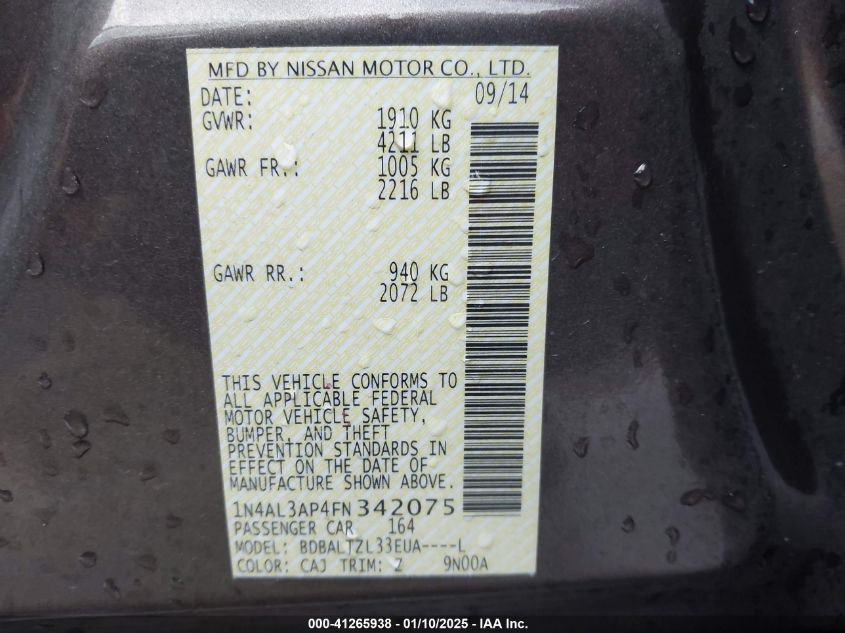 MFD BY NISSAN MOTOR CO., LTD.
DATE: 09/14
GVWR: 1910 KG
4211 LB
GAWR FR.: 1005 KG
2216 LB
GAWR RR.: 940 KG
2072 LB
THIS VEHICLE CONFORMS TO
ALL APPLICABLE FEDERAL
MOTOR VEHICLE SAFETY,
BUMPER, AND THEFT
PREVENTION STANDARDS IN
EFFECT ON THE DATE OF
MANUFACTURE SHOWN ABOVE.
1N4AL3AP4FN342075
PASSENGER CAR 164
MODEL: BDBALTZL33EUA----L
COLOR: CAJ TRIM: Z 9N00A
000-41265938 - 01/10/2025 - IAA Inc.